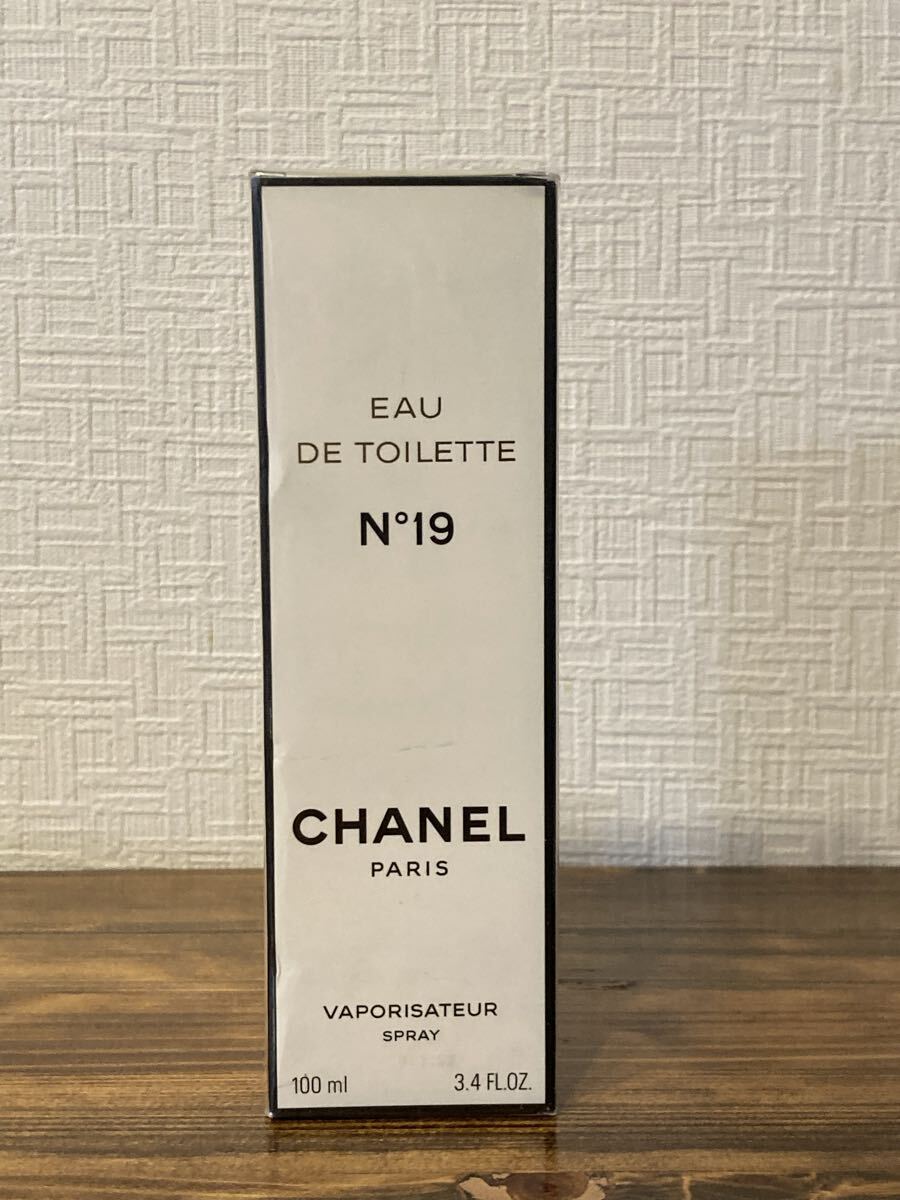 EAU
DE TOILETTE
N°19
CHANEL
PARIS
VAPORISATEUR
SPRAY
100 ml 3.4 FL.OZ.